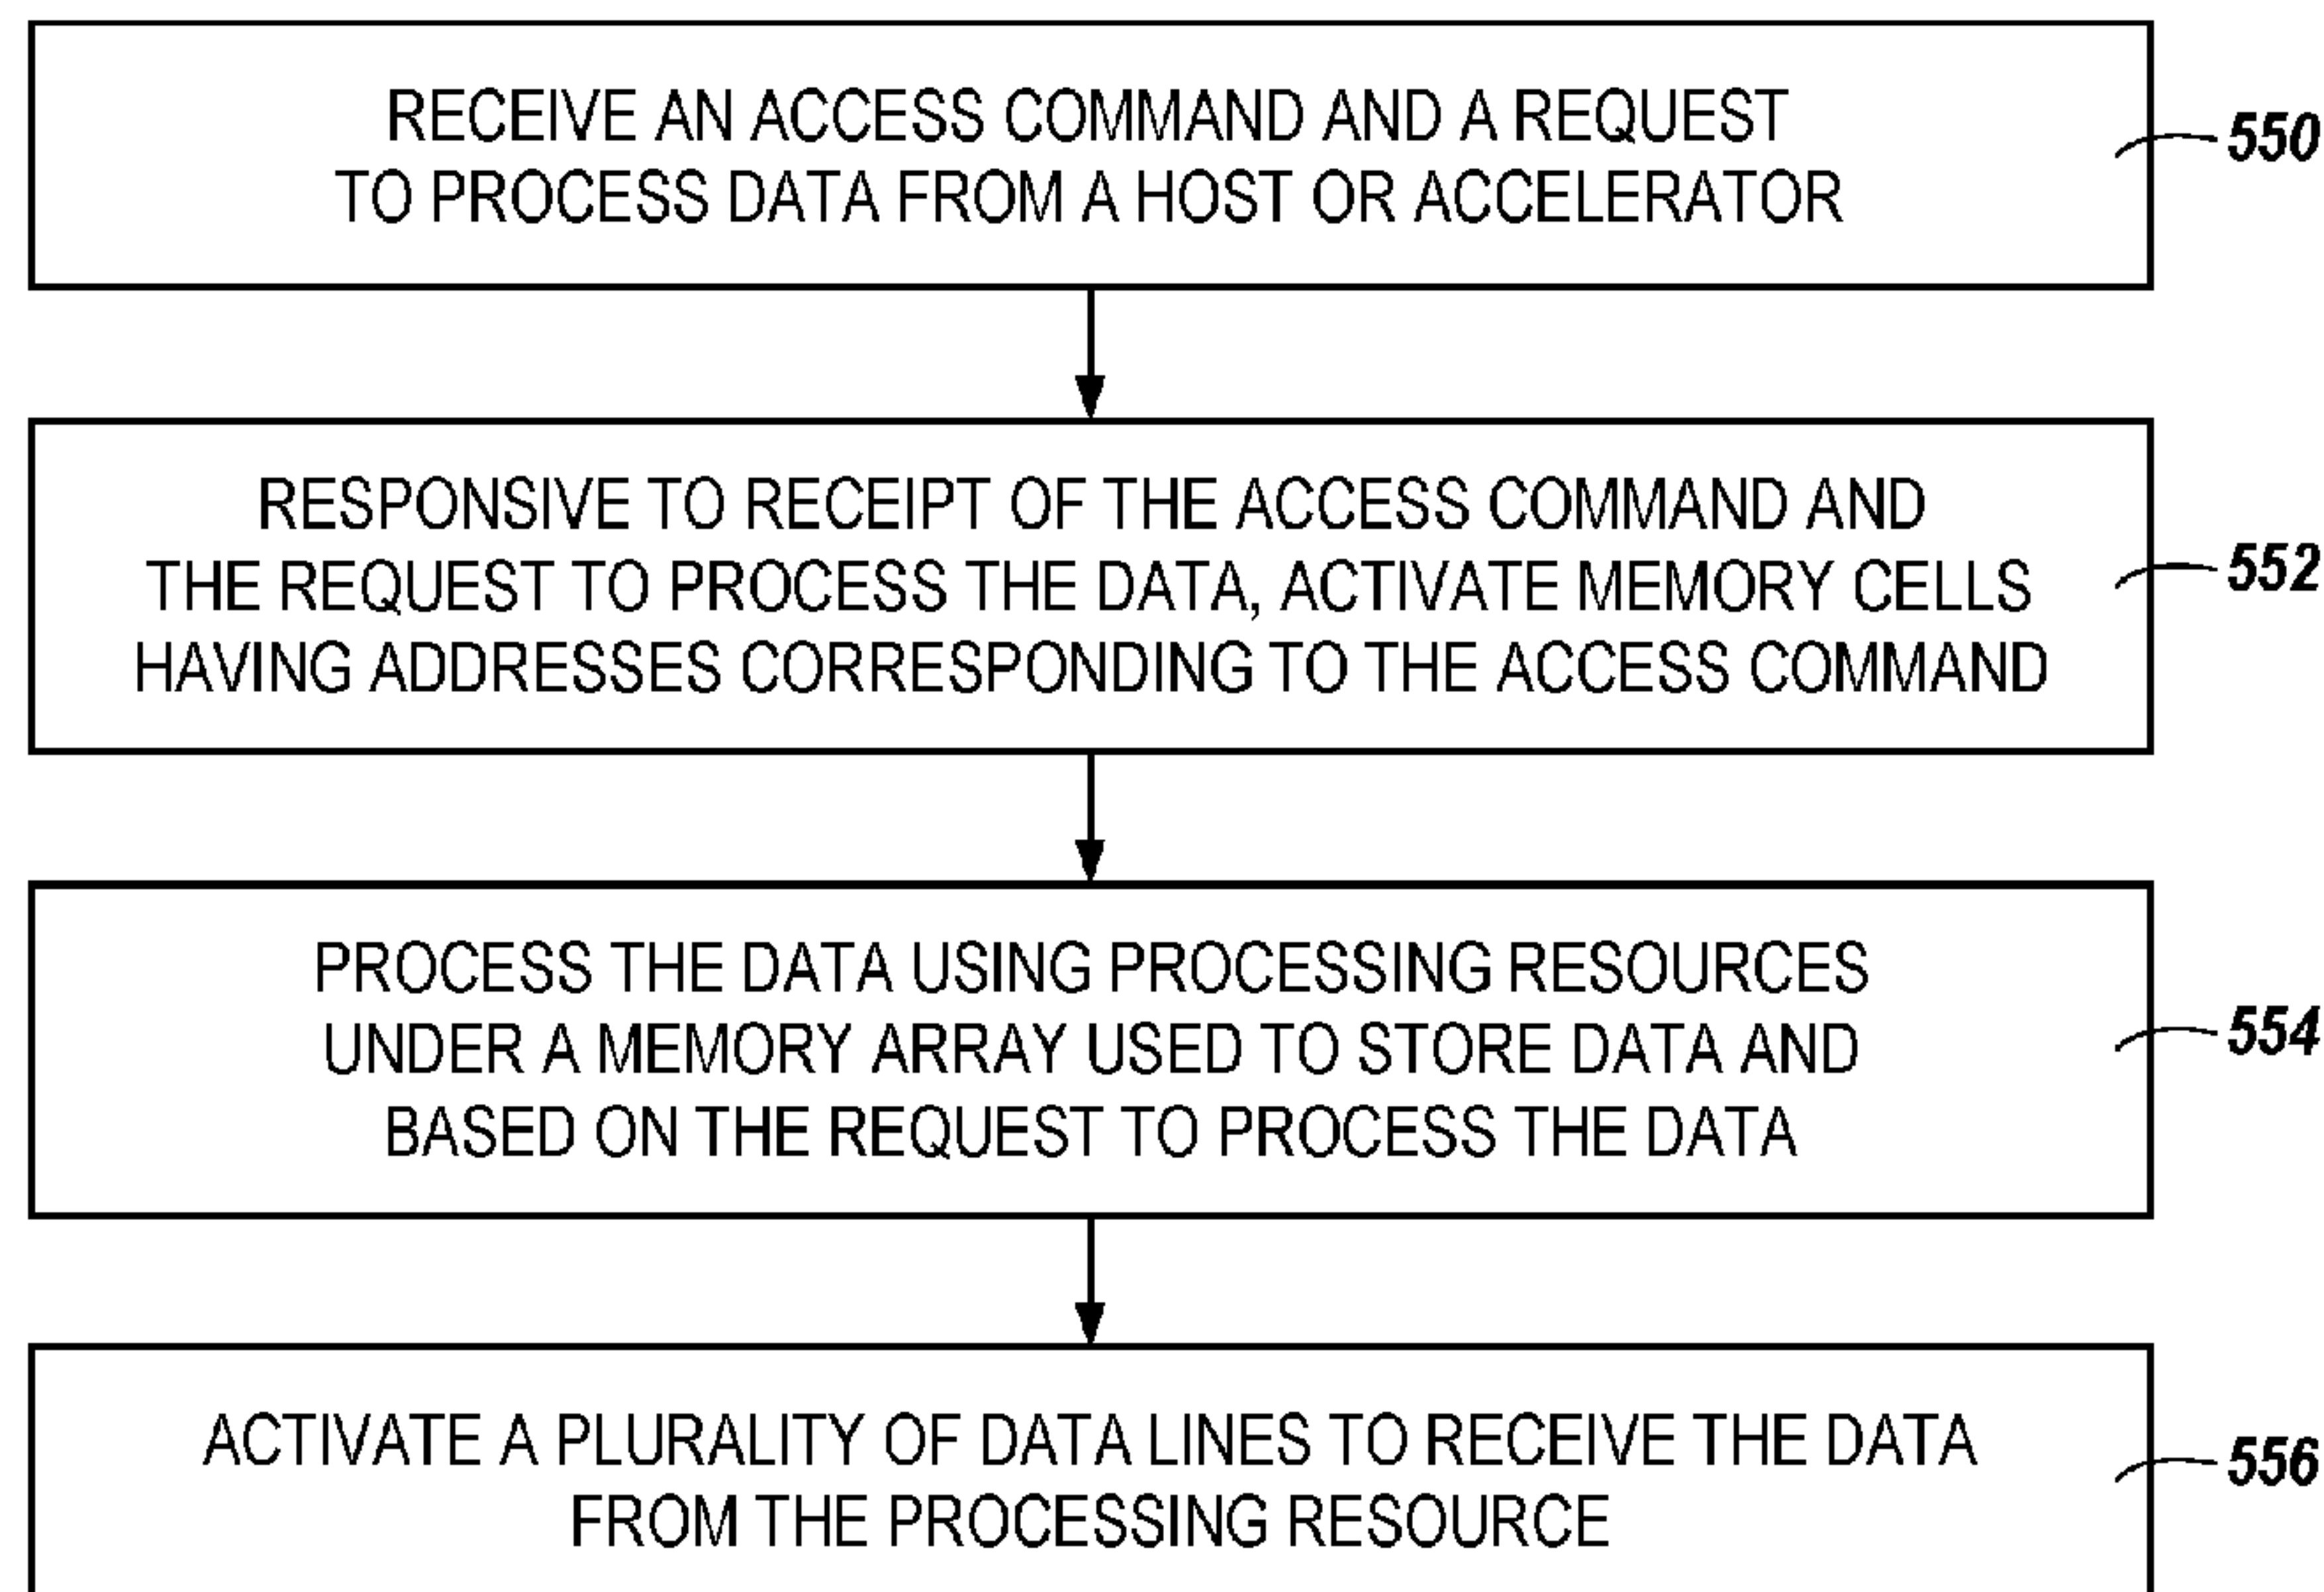 RECEIVE AN ACCESS COMMAND AND A REQUEST
TO PROCESS DATA FROM A HOST OR ACCELERATOR
550
RESPONSIVE TO RECEIPT OF THE ACCESS COMMAND AND
THE REQUEST TO PROCESS THE DATA, ACTIVATE MEMORY CELLS
HAVING ADDRESSES CORRESPONDING TO THE ACCESS COMMAND
552
PROCESS THE DATA USING PROCESSING RESOURCES
UNDER A MEMORY ARRAY USED TO STORE DATA AND
BASED ON THE REQUEST TO PROCESS THE DATA
554
ACTIVATE A PLURALITY OF DATA LINES TO RECEIVE THE DATA
FROM THE PROCESSING RESOURCE
556